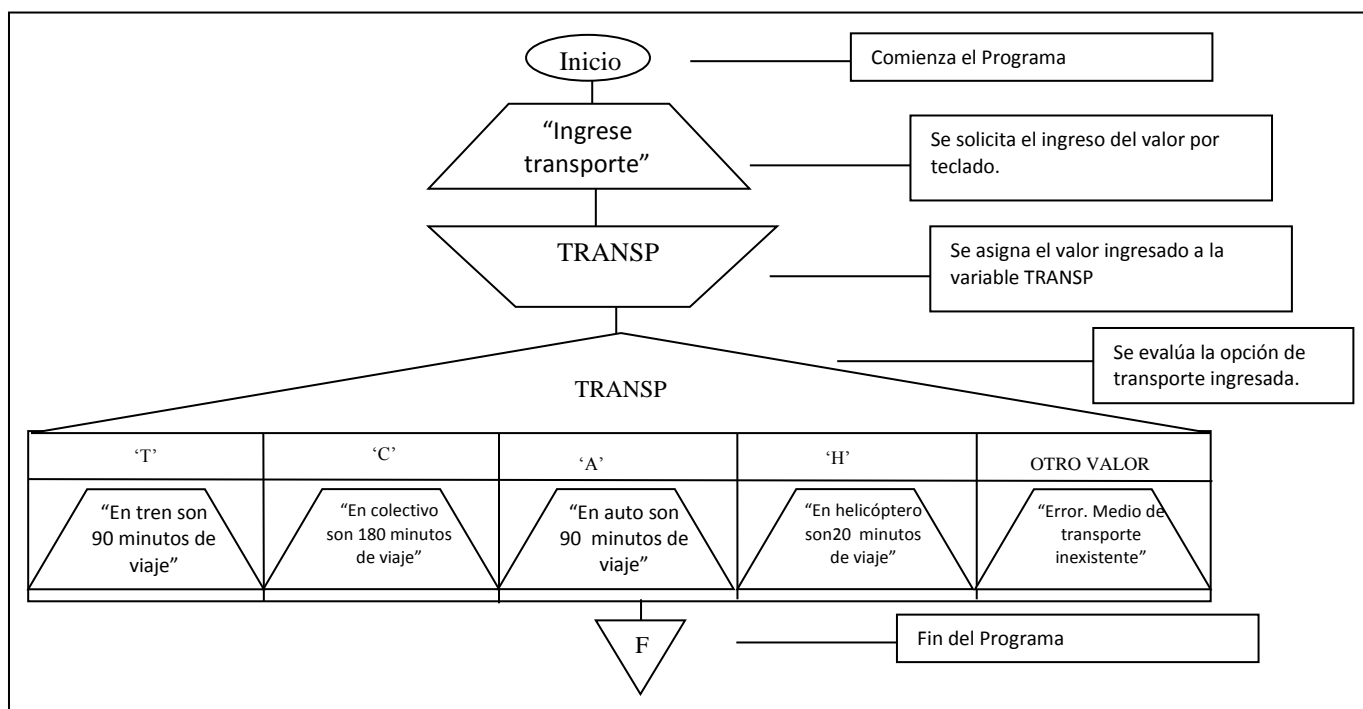 Inicio
Comienza el Programa
“Ingrese
transporte”
Se solicita el ingreso del valor por
teclado.
TRANSP
Se asigna el valor ingresado a la
variable TRANSP
Se evalúa la opción de
transporte ingresada.
TRANSP
‘T’
‘C’
‘A’
‘H’
OTRO VALOR
“En tren son
90 minutos de
viaje”
“En colectivo
son 180 minutos
de viaje”
“En auto son
90 minutos de
viaje”
“En helicóptero
son20 minutos
de viaje”
“Error. Medio de
transporte
inexistente”
F
Fin del Programa